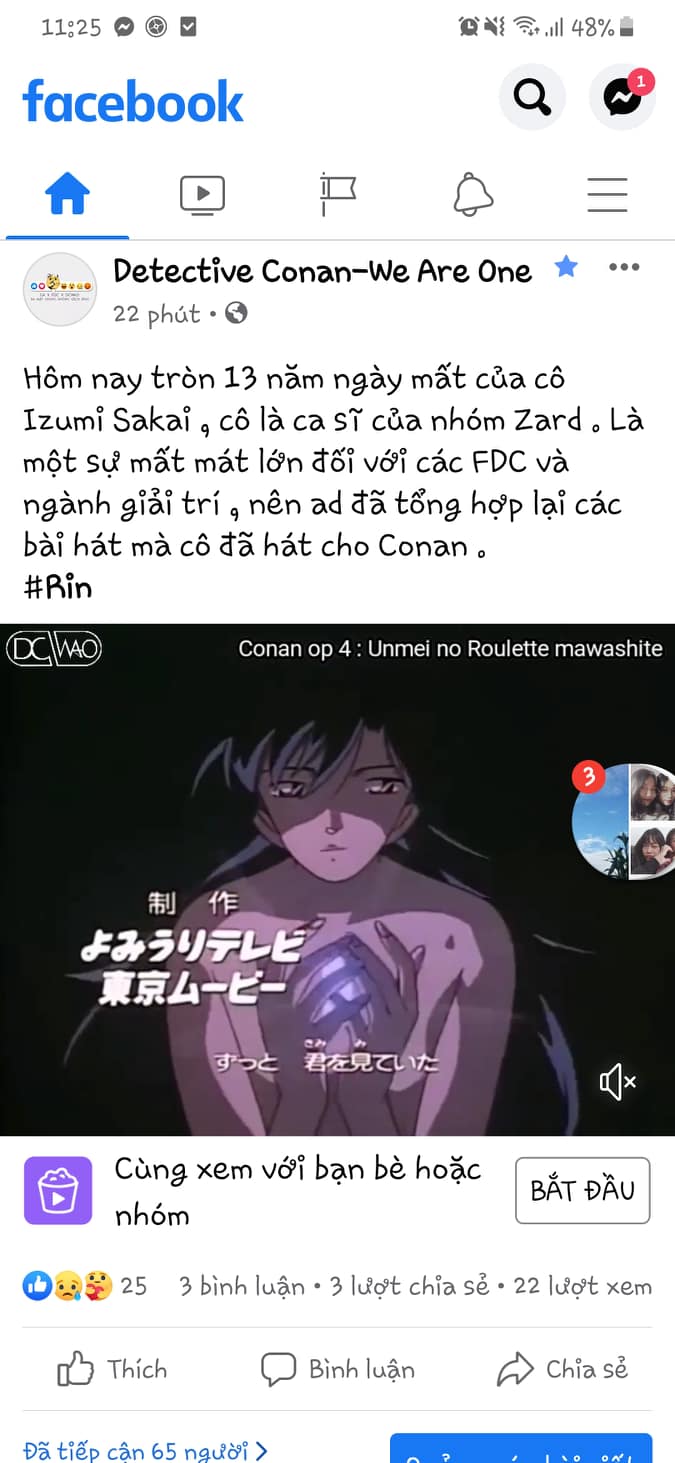 11:25
48%
facebook
1
Detective Conan-We Are One
22 phút •
Hôm nay tròn 13 năm ngày mất của cô
Izumi Sakai , cô là ca sĩ của nhóm Zard . Là
một sự mất mát lớn đối với các FDC và
ngành giải trí , nên ad đã tổng hợp lại các
bài hát mà cô đã hát cho Conan .
#Rin
DC WAO
Conan op 4 : Unmei no Roulette mawashite
3
制 作
よみうりテレビ
東京ムービー
きみ み
ずっと 君を見ていた
Cùng xem với bạn bè hoặc
nhóm
BẮT ĐẦU
25 3 bình luận • 3 lượt chia sẻ • 22 lượt xem
Thích Bình luận Chia sẻ
Đã tiếp cận 65 người